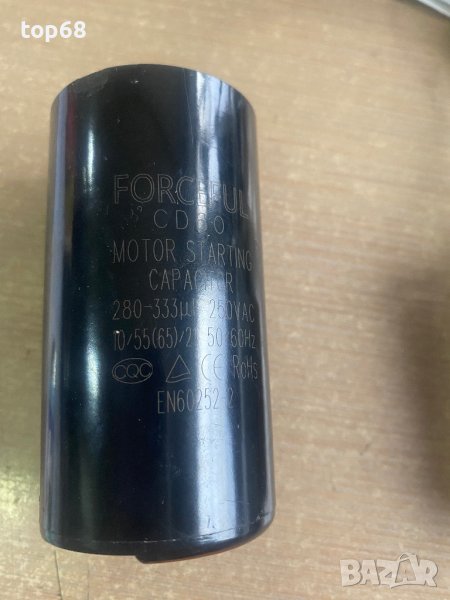 top68
FORCEFUL
CD60
MOTOR STARTING
CAPACITOR
280-333μF 250VAC
10/55(65)/21 50/60Hz
CQC CE RoHs
EN60252-2
BAZAR